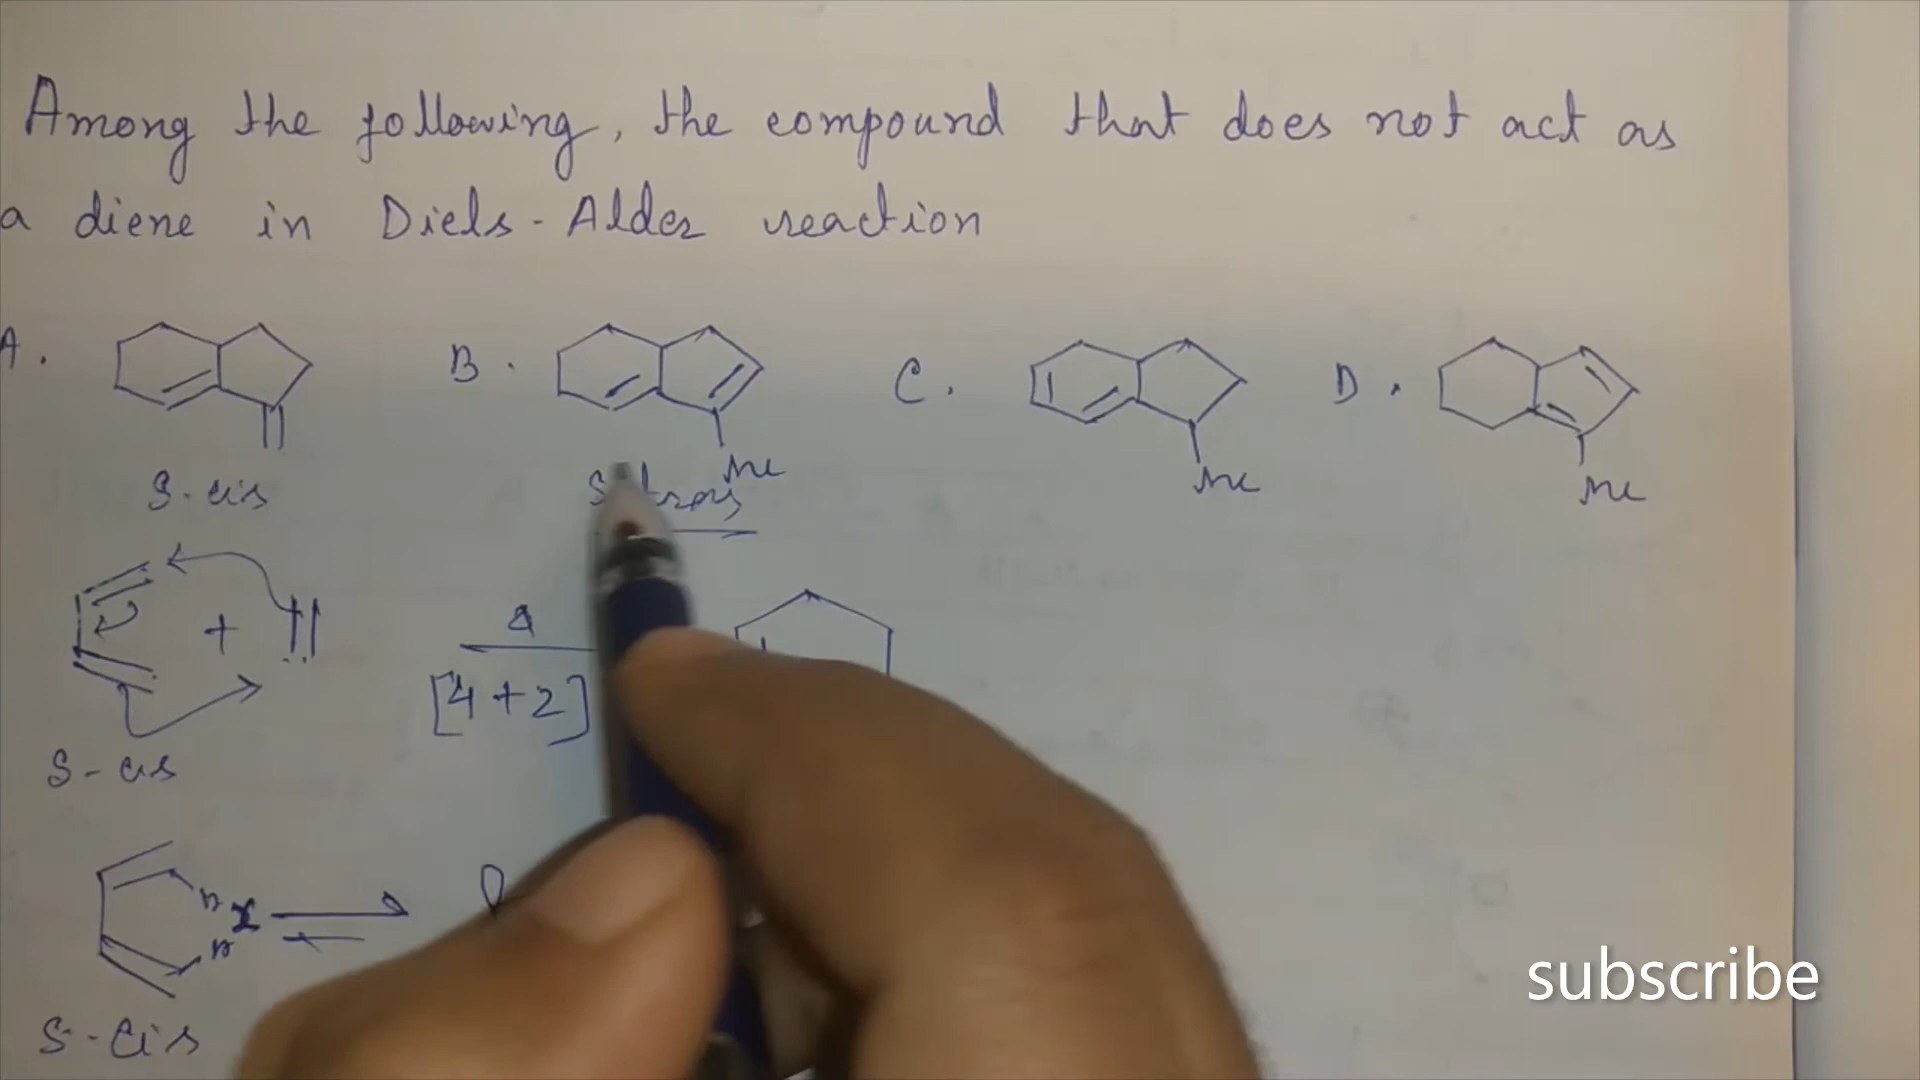 Among the following, the compound that does not act as
a diene in Diels-Alder reaction
A. B. C. D.
Me Me Me
S-cis S-trans
+ Δ
[4+2]
S-cis
S-cis
subscribe